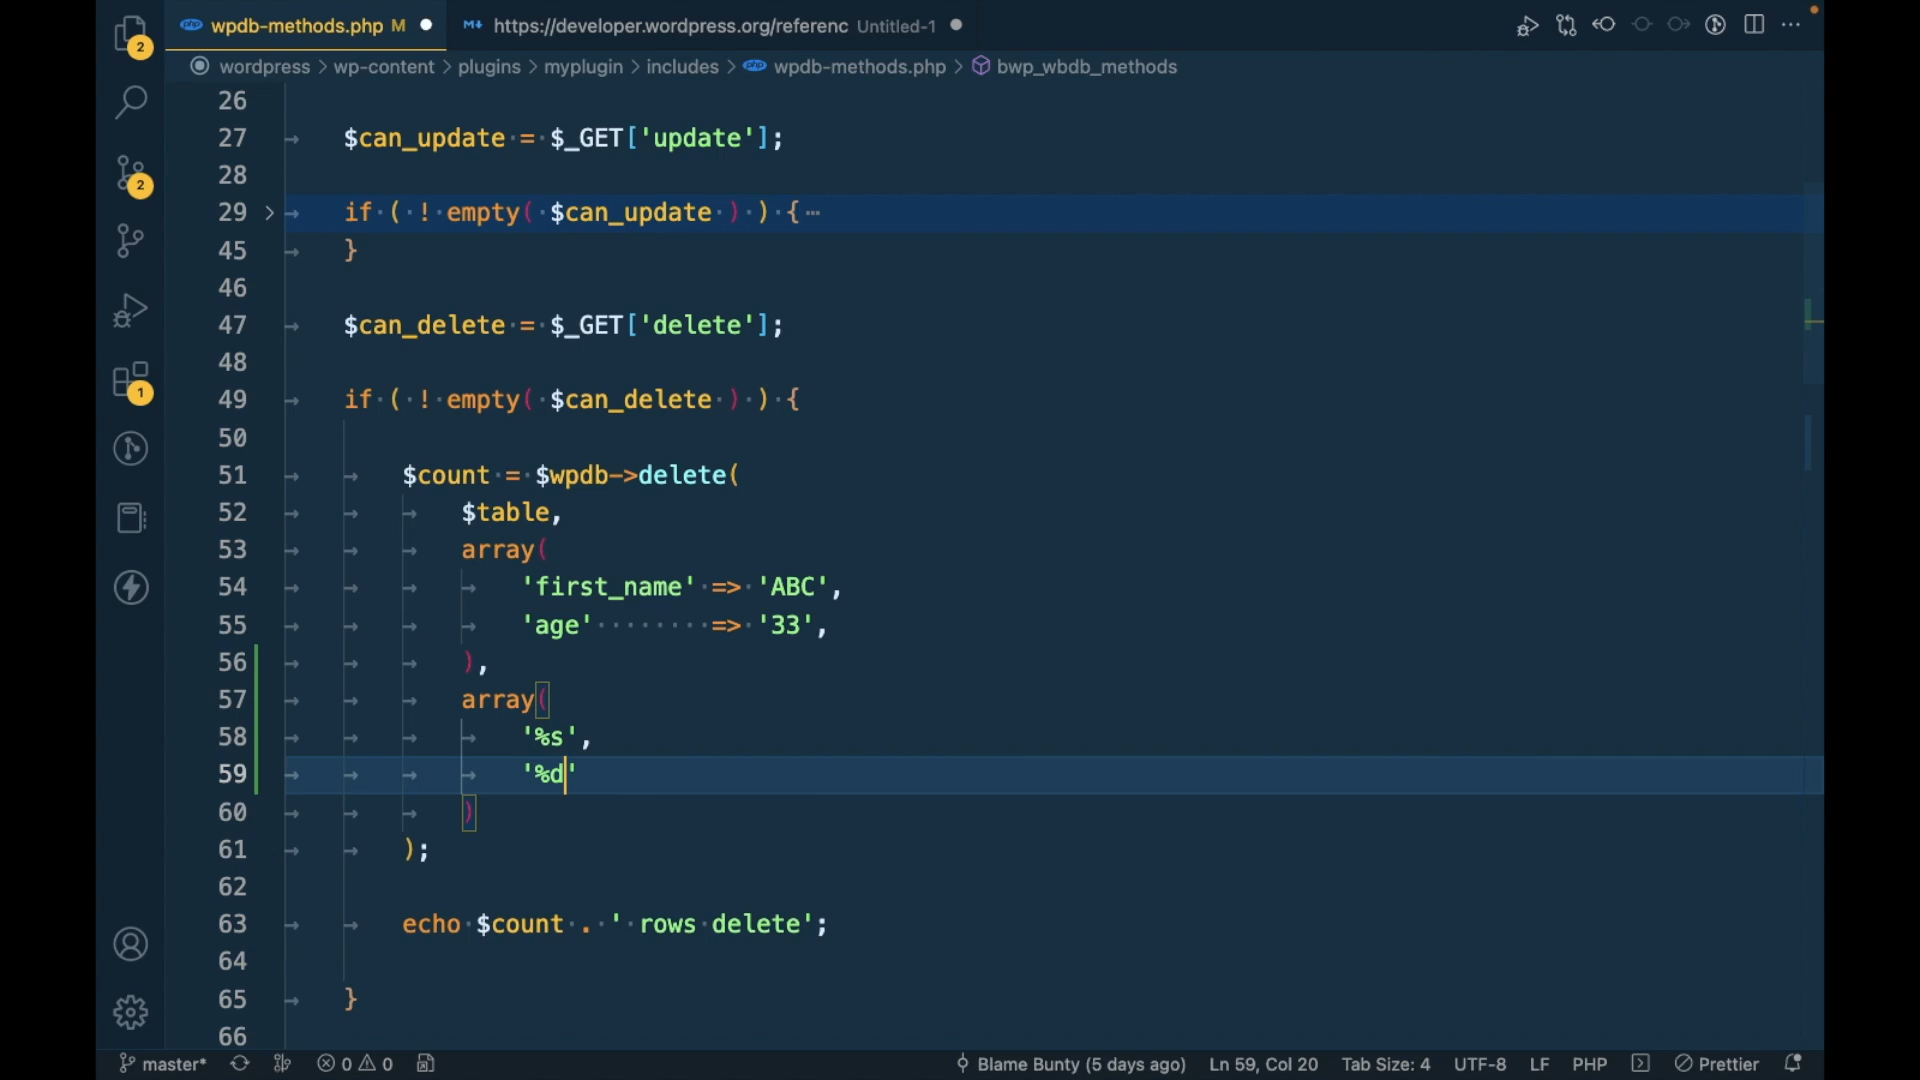 wpdb-methods.php M https://developer.wordpress.org/referenc Untitled-1
wordpress > wp-content > plugins > myplugin > includes > wpdb-methods.php > bwp_wbdb_methods
2
2
1
26
27 $can_update = $_GET['update'];
28
29 if ( ! empty( $can_update ) ) {…
45 }
46
47 $can_delete = $_GET['delete'];
48
49 if ( ! empty( $can_delete ) ) {
50
51 $count = $wpdb->delete(
52 $table,
53 array(
54 'first_name' => 'ABC',
55 'age' => '33',
56 ),
57 array(
58 '%s',
59 '%d'
60 )
61 );
62
63 echo $count . ' rows delete';
64
65 }
66
master* 0 0 Blame Bunty (5 days ago) Ln 59, Col 20 Tab Size: 4 UTF-8 LF PHP Prettier